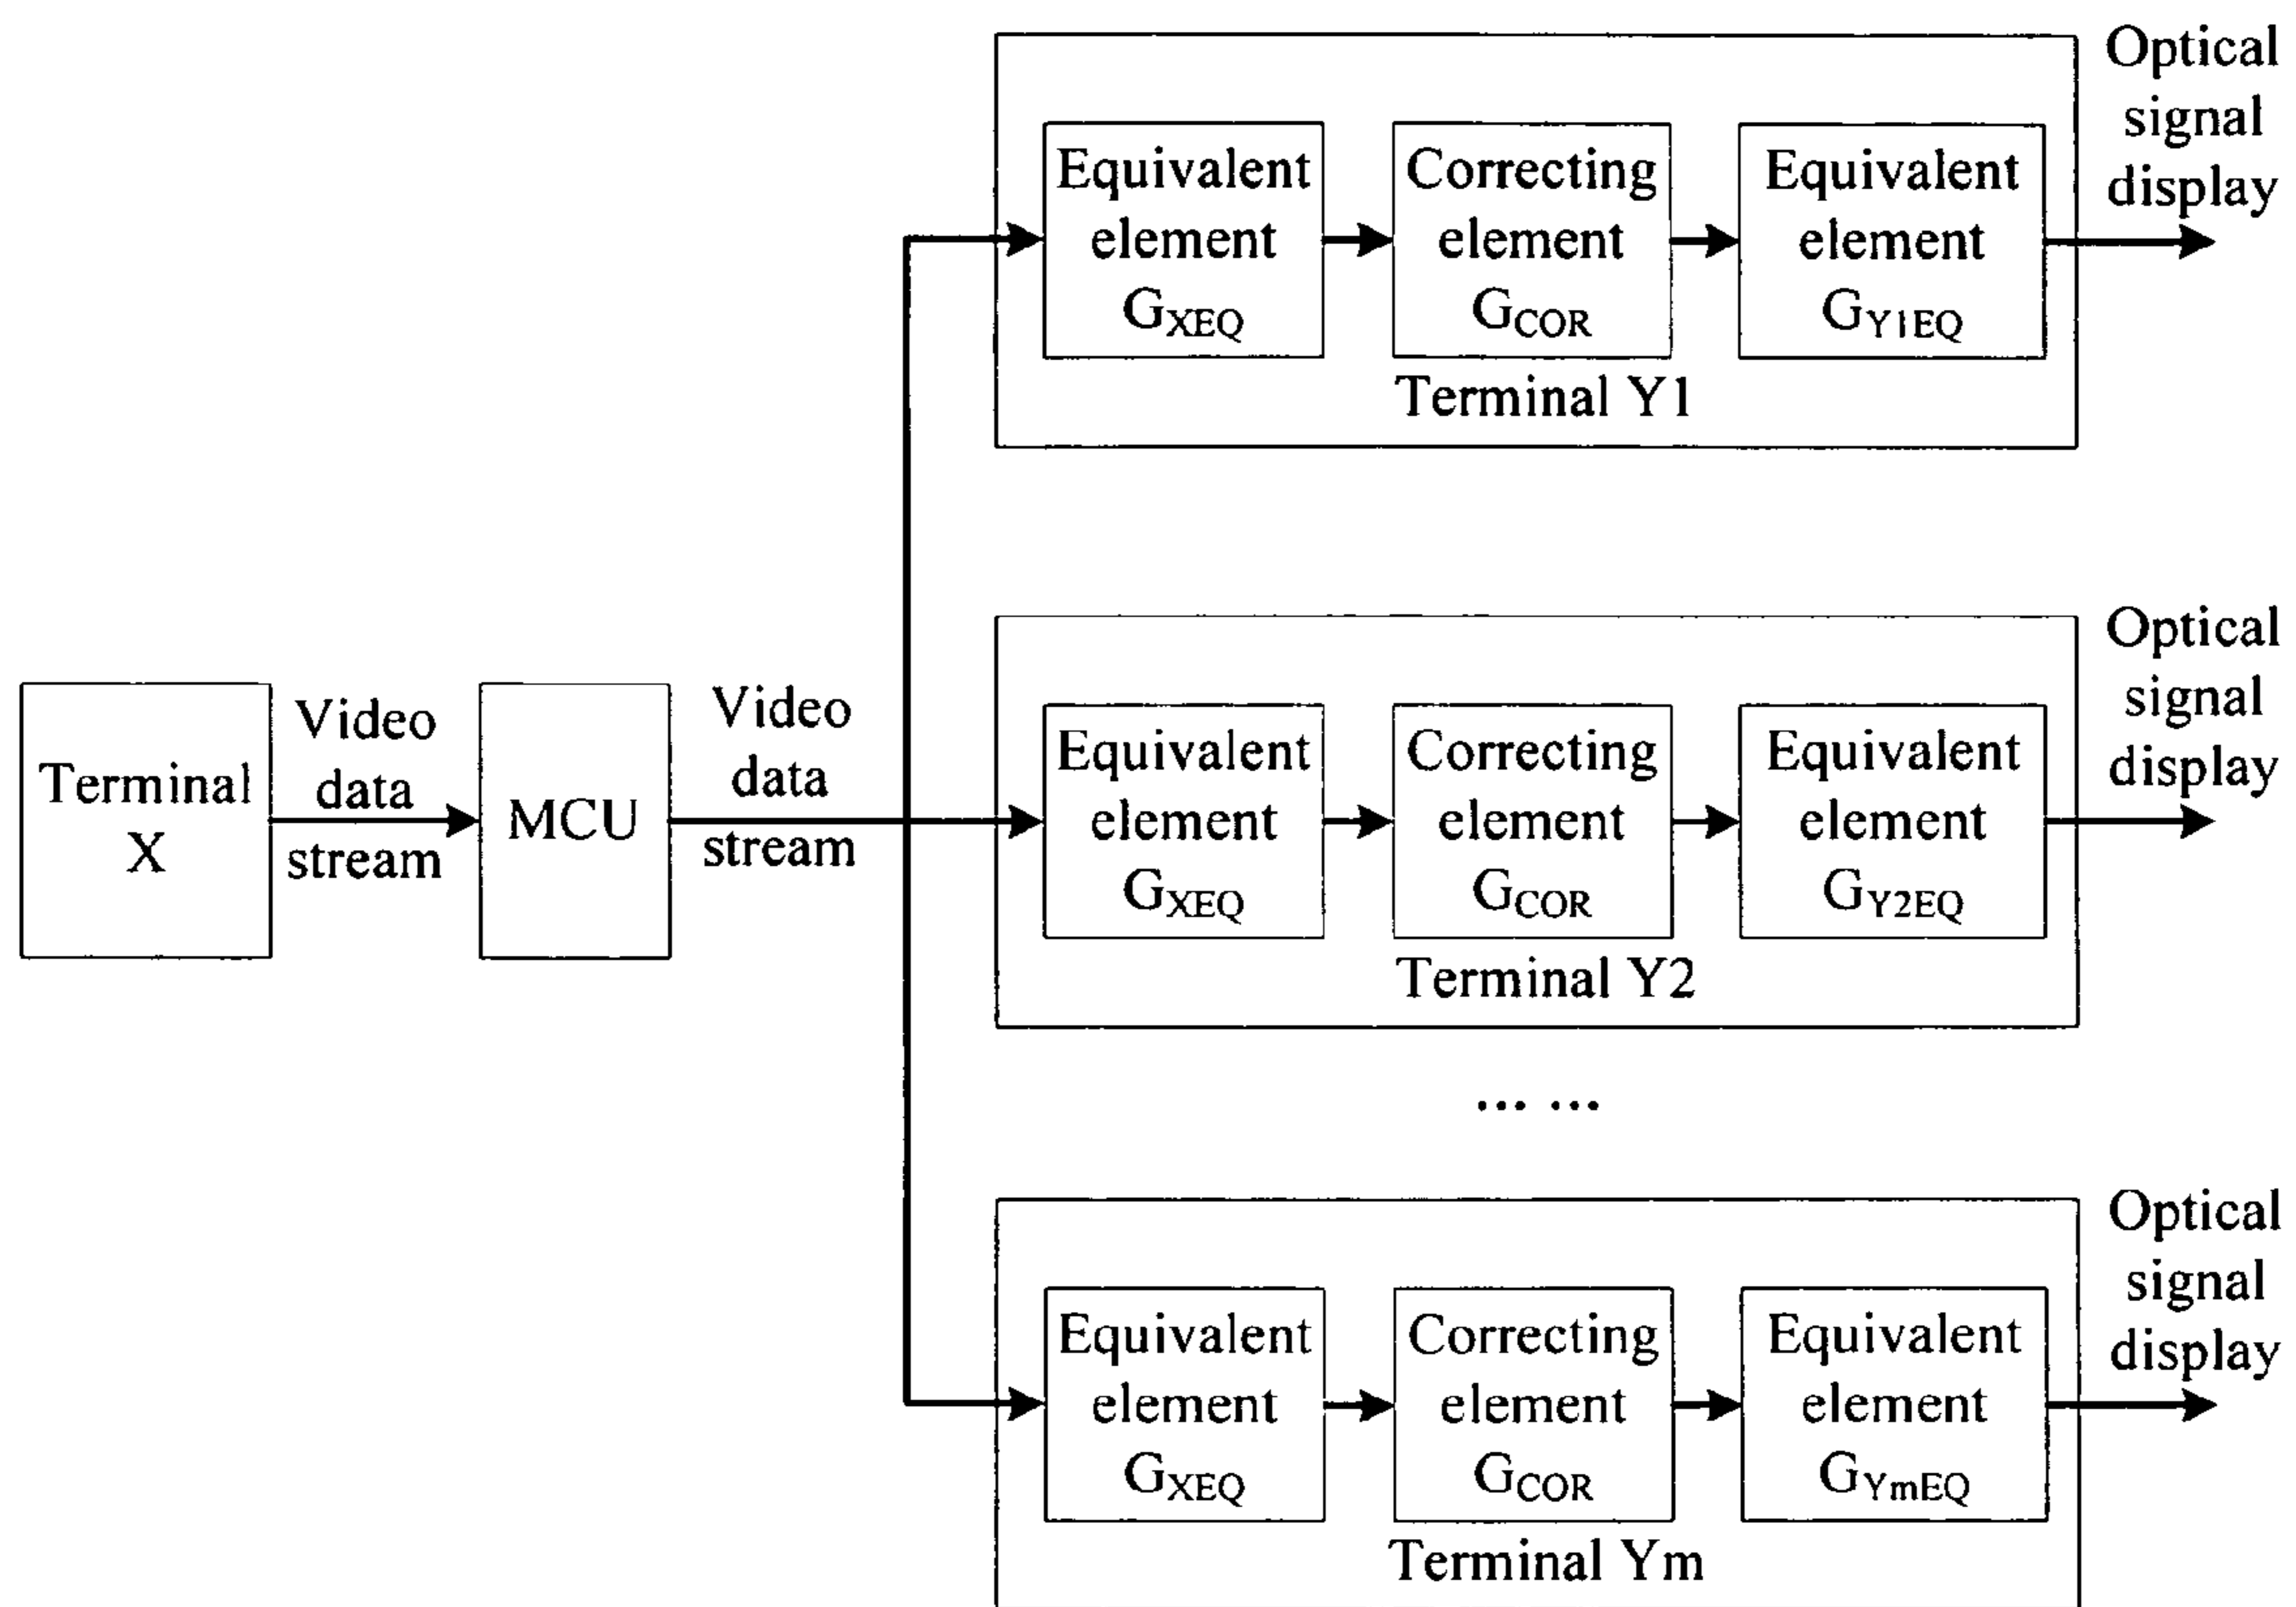 Optical
signal
display
Equivalent
element
GXEQ
Correcting
element
GCOR
Equivalent
element
GY1EQ
Terminal Y1
Terminal
X
Video
data
stream
MCU
Video
data
stream
Equivalent
element
GXEQ
Correcting
element
GCOR
Equivalent
element
GY2EQ
Terminal Y2
Optical
signal
display
... ...
Equivalent
element
GXEQ
Correcting
element
GCOR
Equivalent
element
GYmEQ
Terminal Ym
Optical
signal
display